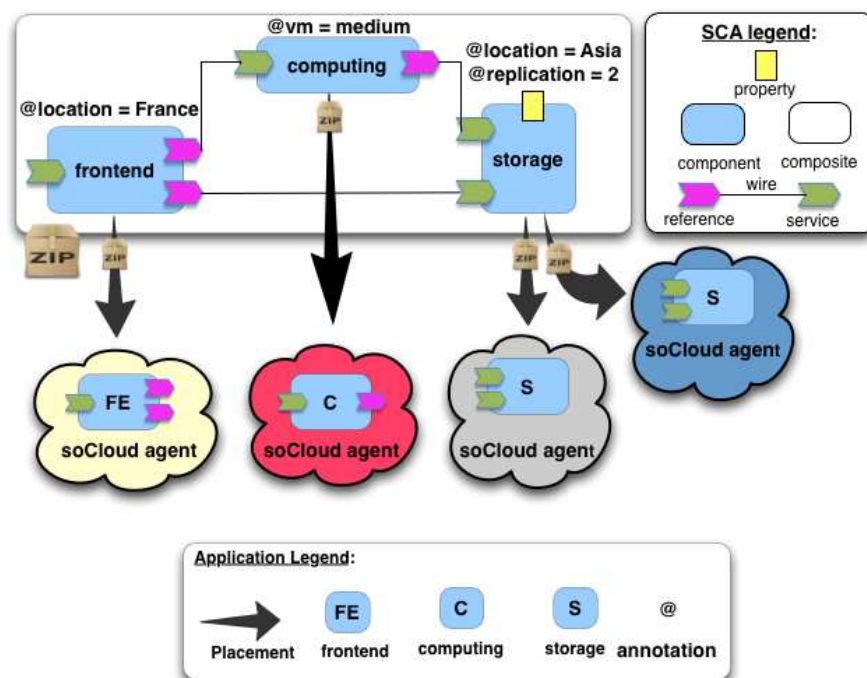 @vm = medium
computing
@location = Asia
@replication = 2
@location = France
frontend
storage
ZIP
ZIP
ZIP
ZIP
ZIP
SCA legend:
property
component
composite
wire
reference
service
S
soCloud agent
FE
soCloud agent
C
soCloud agent
S
soCloud agent
Application Legend:
FE
C
S
@
Placement
frontend
computing
storage
annotation